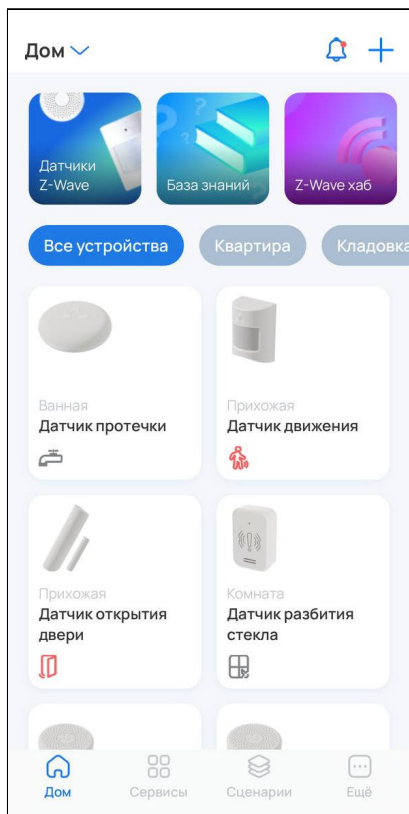 Дом
Датчики
Z-Wave
База знаний
Z-Wave хаб
Все устройства
Квартира
Кладовка
Ванная
Датчик протечки
Прихожая
Датчик движения
Прихожая
Датчик открытия
двери
Комната
Датчик разбития
стекла
Дом
Сервисы
Сценарии
Ещё